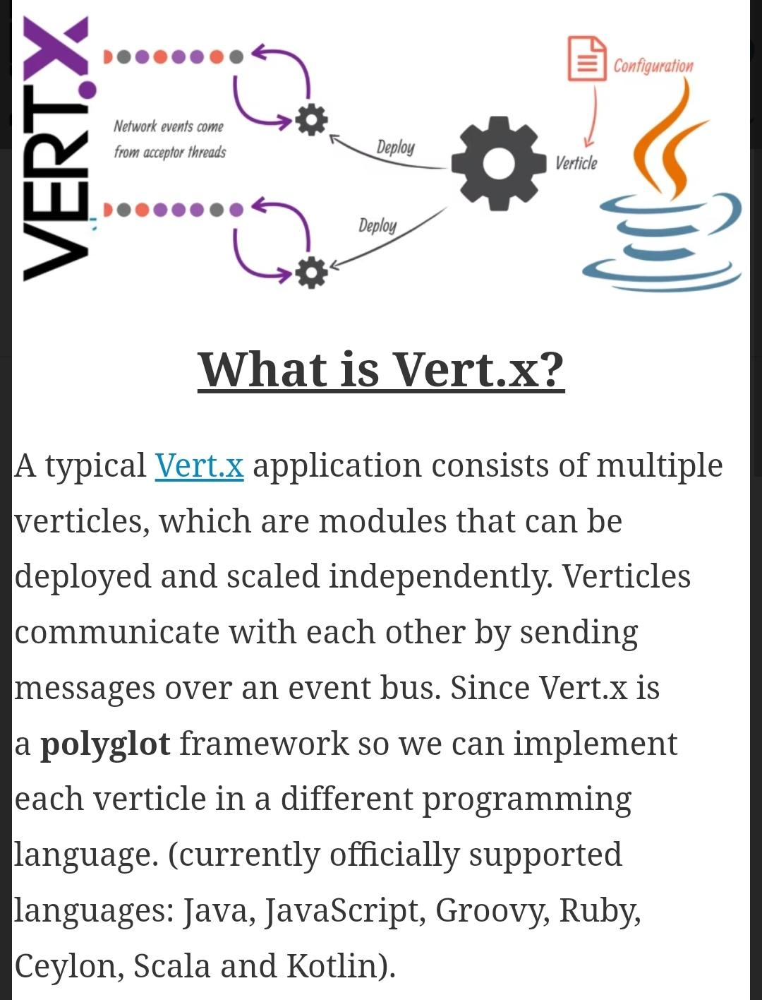 VERT.X
Network events come
from acceptor threads
Deploy
Deploy
Configuration
Verticle
What is Vert.x?
A typical Vert.x application consists of multiple
verticles, which are modules that can be
deployed and scaled independently. Verticles
communicate with each other by sending
messages over an event bus. Since Vert.x is
a polyglot framework so we can implement
each verticle in a different programming
language. (currently officially supported
languages: Java, JavaScript, Groovy, Ruby,
Ceylon, Scala and Kotlin).